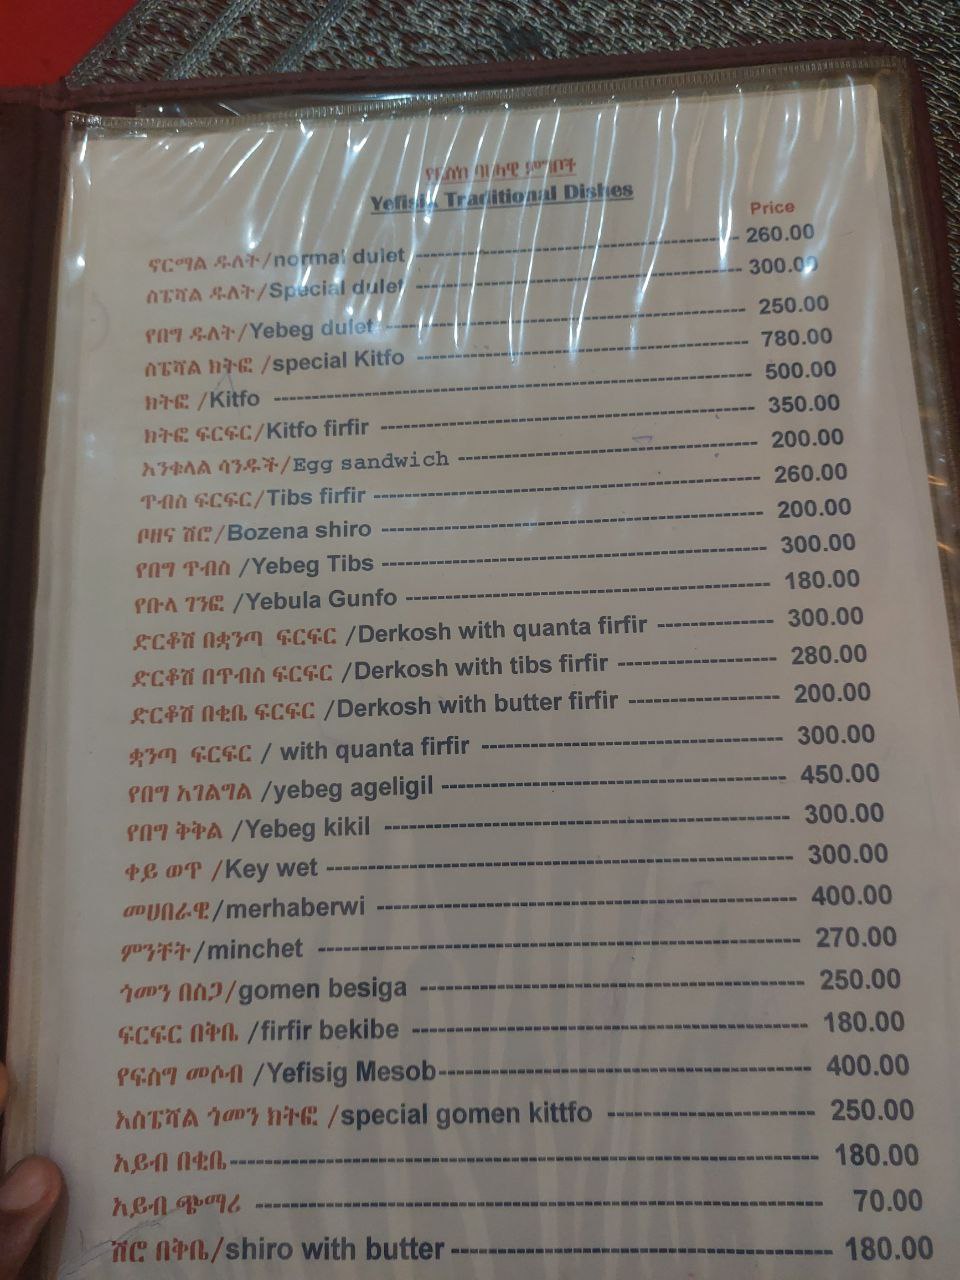 ባህላዊ ምግቦች
Yefisik Traditional Dishes
Price
ኖርማል ዱለት/normal dulet 260.00
ስፔሻል ዱለት/Special dulet 300.00
የበግ ዱለት/Yebeg dulet 250.00
ስፔሻል ክትፎ /special Kitfo 780.00
ክትፎ /Kitfo 500.00
ክትፎ ፍርፍር/Kitfo firfir 350.00
እንቁላል ሳንዱች/Egg sandwich 200.00
ጥብስ ፍርፍር/Tibs firfir 260.00
ቦዘና ሽሮ/Bozena shiro 200.00
የበግ ጥብስ /Yebeg Tibs 300.00
የቡላ ገንፎ /Yebula Gunfo 180.00
ድርቆሽ በቋንጣ ፍርፍር /Derkosh with quanta firfir 300.00
ድርቆሽ በጥብስ ፍርፍር /Derkosh with tibs firfir 280.00
ድርቆሽ በቂቤ ፍርፍር /Derkosh with butter firfir 200.00
ቋንጣ ፍርፍር / with quanta firfir 300.00
የበግ አገልግል /yebeg ageligil 450.00
የበግ ቅቅል /Yebeg kikil 300.00
ቀይ ወጥ /Key wet 300.00
መሀበራዊ/merhaberwi 400.00
ምንቸት/minchet 270.00
ጎመን በስጋ/gomen besiga 250.00
ፍርፍር በቅቤ /firfir bekibe 180.00
የፍስግ መሶብ /Yefisig Mesob 400.00
እስፔሻል ጎመን ክትፎ /special gomen kittfo 250.00
አይብ በቂቤ 180.00
አይብ ጭማሪ 70.00
ሽሮ በቅቤ/shiro with butter 180.00